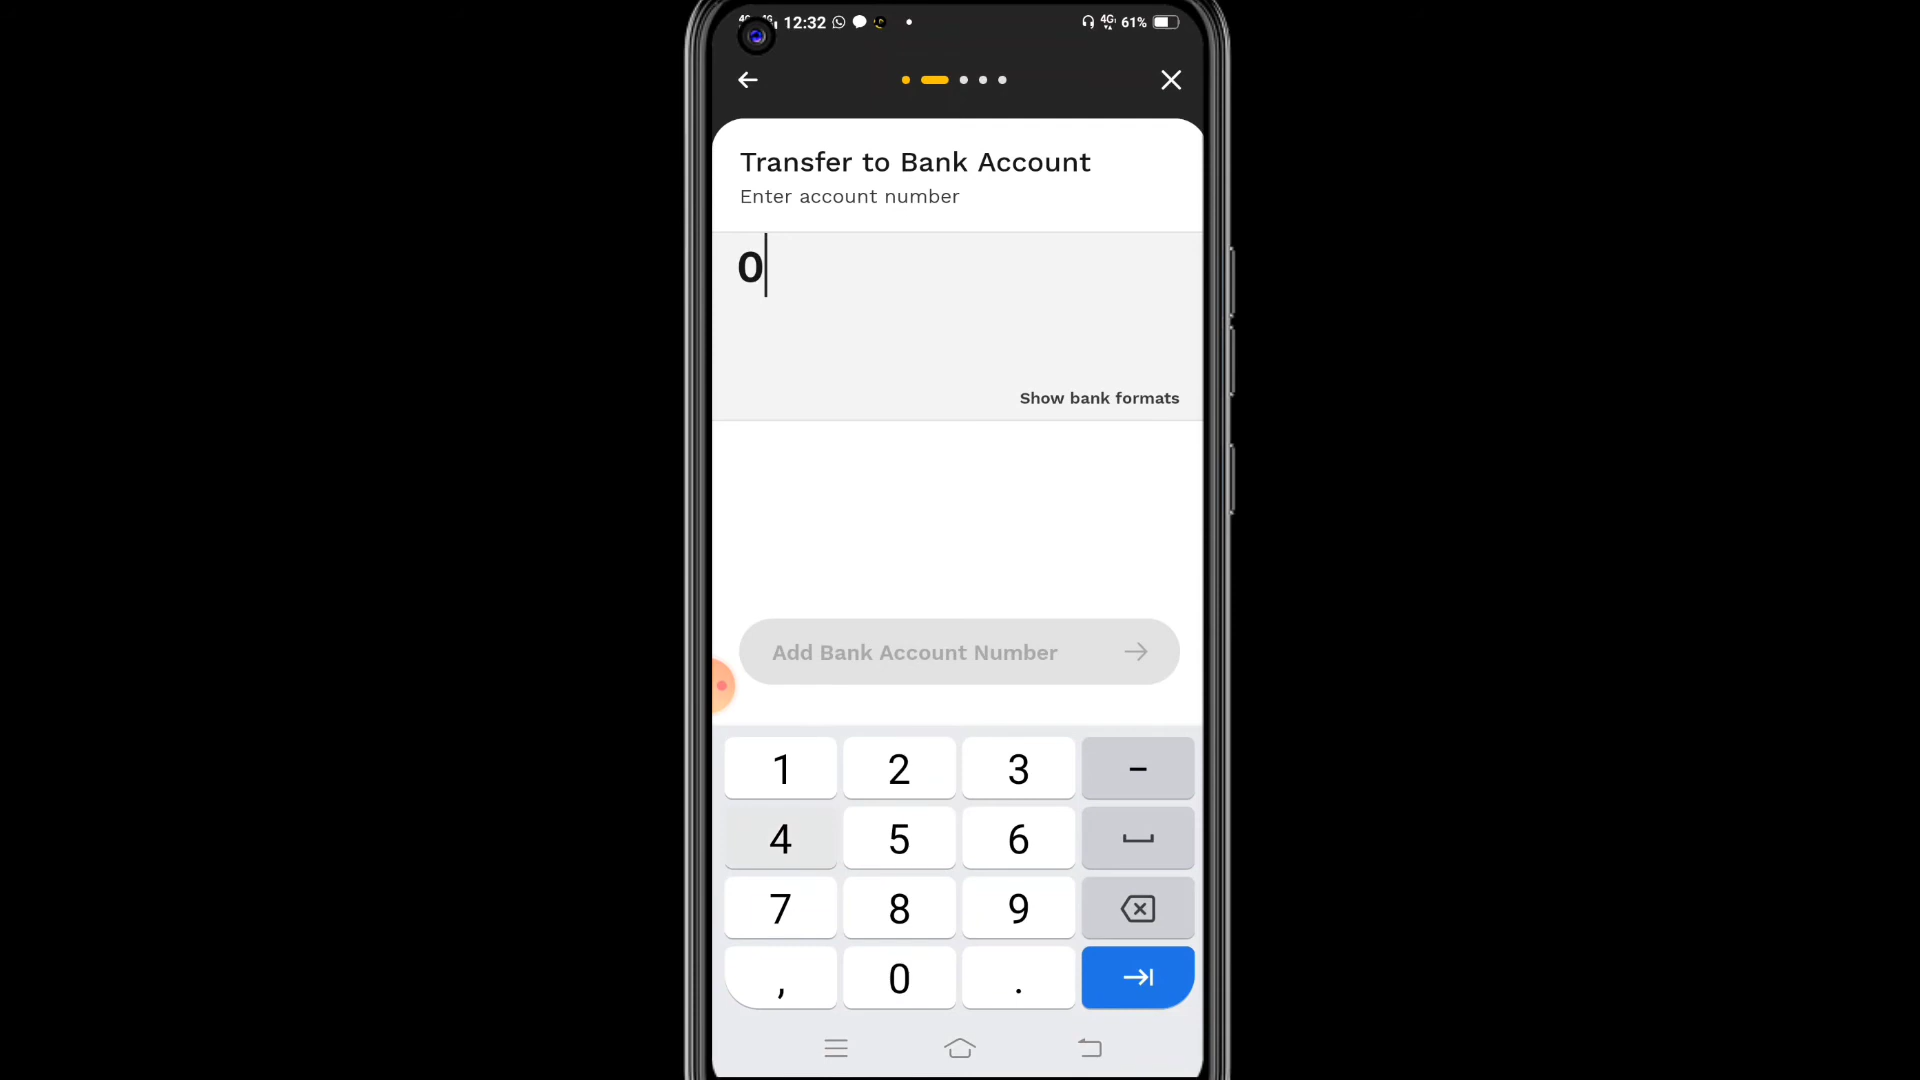 12:32 4G 61%
Transfer to Bank Account
Enter account number
0
Show bank formats
Add Bank Account Number
1 2 3 -
4 5 6
7 8 9
, 0 .